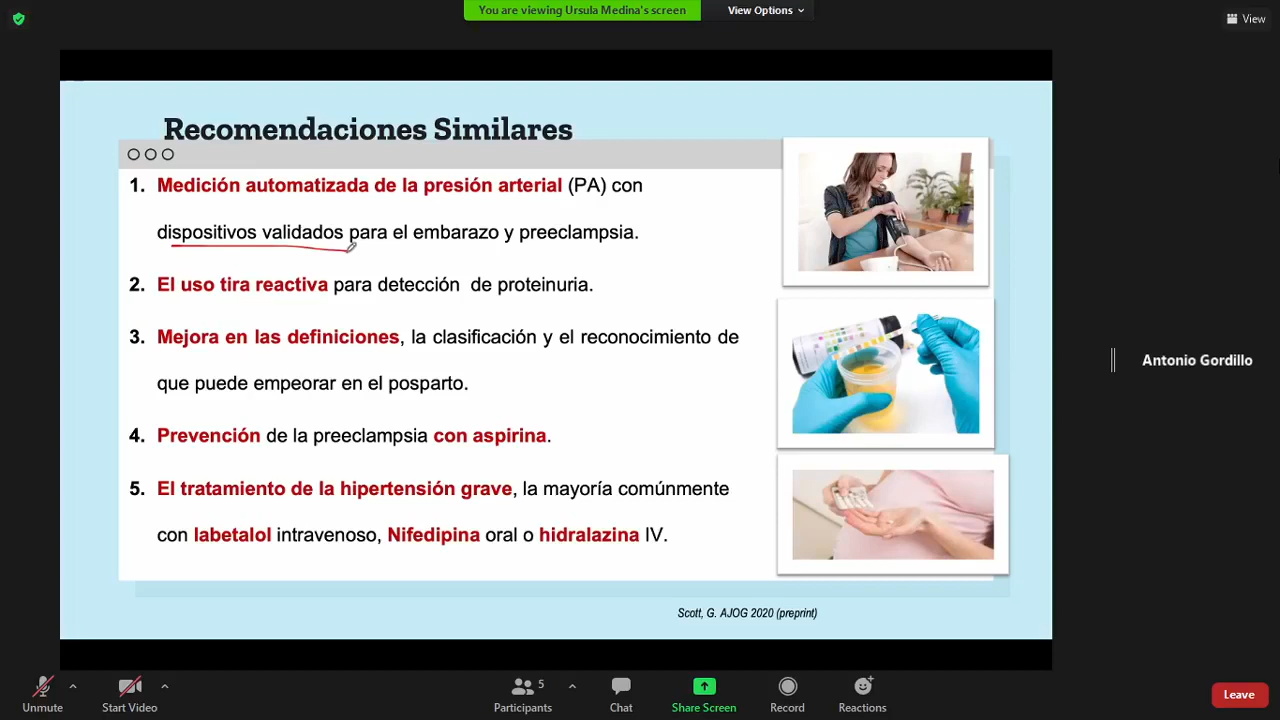 You are viewing Ursula Medina's screen
View Options
View
Recomendaciones Similares
1. Medición automatizada de la presión arterial (PA) con
dispositivos validados para el embarazo y preeclampsia.
2. El uso tira reactiva para detección de proteinuria.
3. Mejora en las definiciones, la clasificación y el reconocimiento de
que puede empeorar en el posparto.
4. Prevención de la preeclampsia con aspirina.
5. El tratamiento de la hipertensión grave, la mayoría comúnmente
con labetalol intravenoso, Nifedipina oral o hidralazina IV.
Scott, G. AJOG 2020 (preprint)
Antonio Gordillo
Unmute
Start Video
5
Participants
Chat
Share Screen
Record
Reactions
Leave